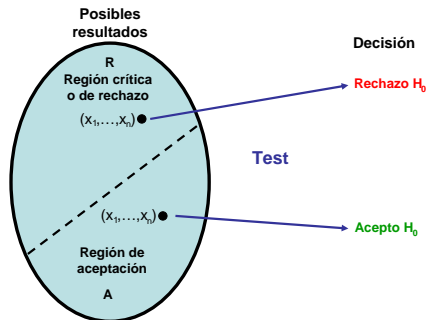 Posibles
resultados
R
Región crítica
o de rechazo
(x₁,…,xₙ)
(x₁,…,xₙ)
Región de
aceptación
A
Test
Decisión
Rechazo H₀
Acepto H₀